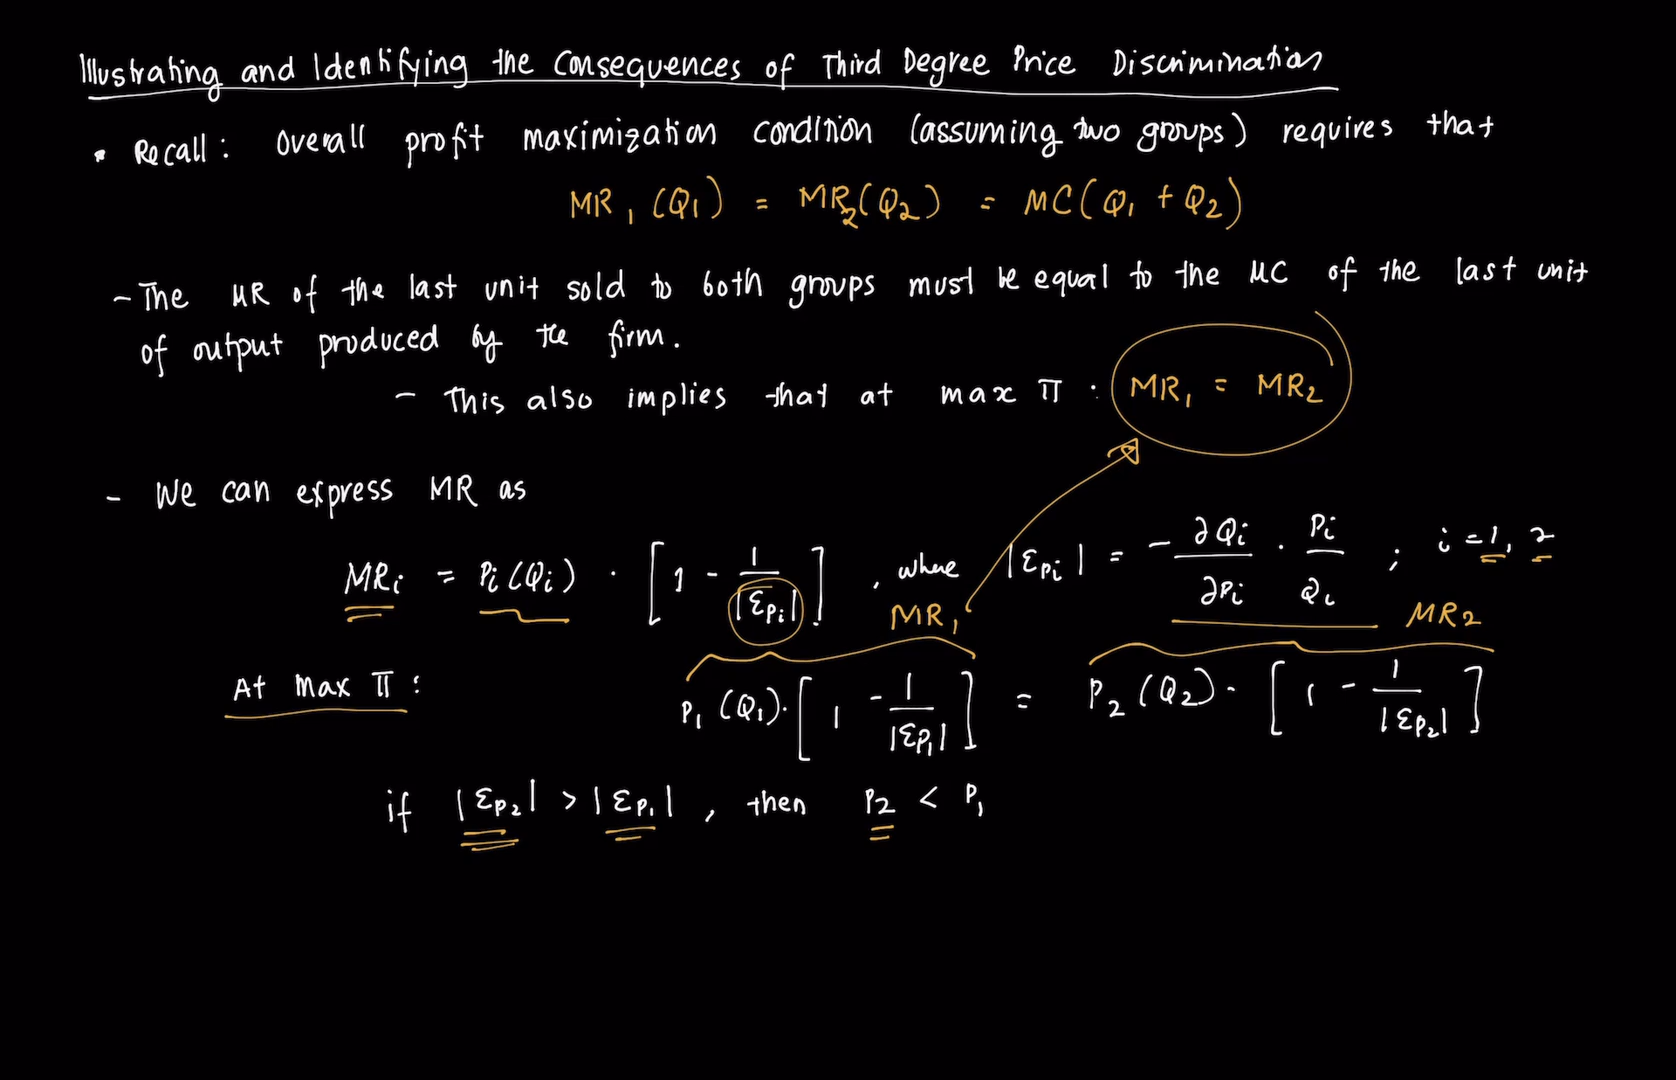 Illustrating and Identifying the Consequences of Third Degree Price Discrimination
• Recall : Overall profit maximization condition (assuming two groups) requires that
MR₁ (Q₁) = MR₂(Q₂) = MC(Q₁ + Q₂)
- The MR of the last unit sold to both groups must be equal to the MC of the last unit
of output produced by the firm.
- This also implies that at max π : MR₁ = MR₂
- We can express MR as
MRi = Pi (Qi) · [1 - 1/|εpi|] , where |εpi| = - ∂Qi/∂Pi · Pi/Qi ; i = 1, 2
MR₁ MR₂
At max π : P₁ (Q₁)· [1 - 1/|εp₁|] = P₂ (Q₂) · [1 - 1/|εp₂|]
if |εp₂| > |εp₁| , then P₂ < P₁